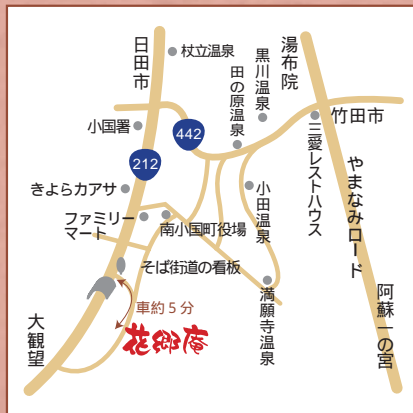 日田市
杖立温泉
黒川温泉
田の原温泉
湯布院
竹田市
小国署
442
212
三愛レストハウス
やまなみロード
きよらカアサ
小田温泉
ファミリー
マート
南小国町役場
そば街道の看板
満願寺温泉
阿蘇一の宮
車約5分
大観望
花郷庵